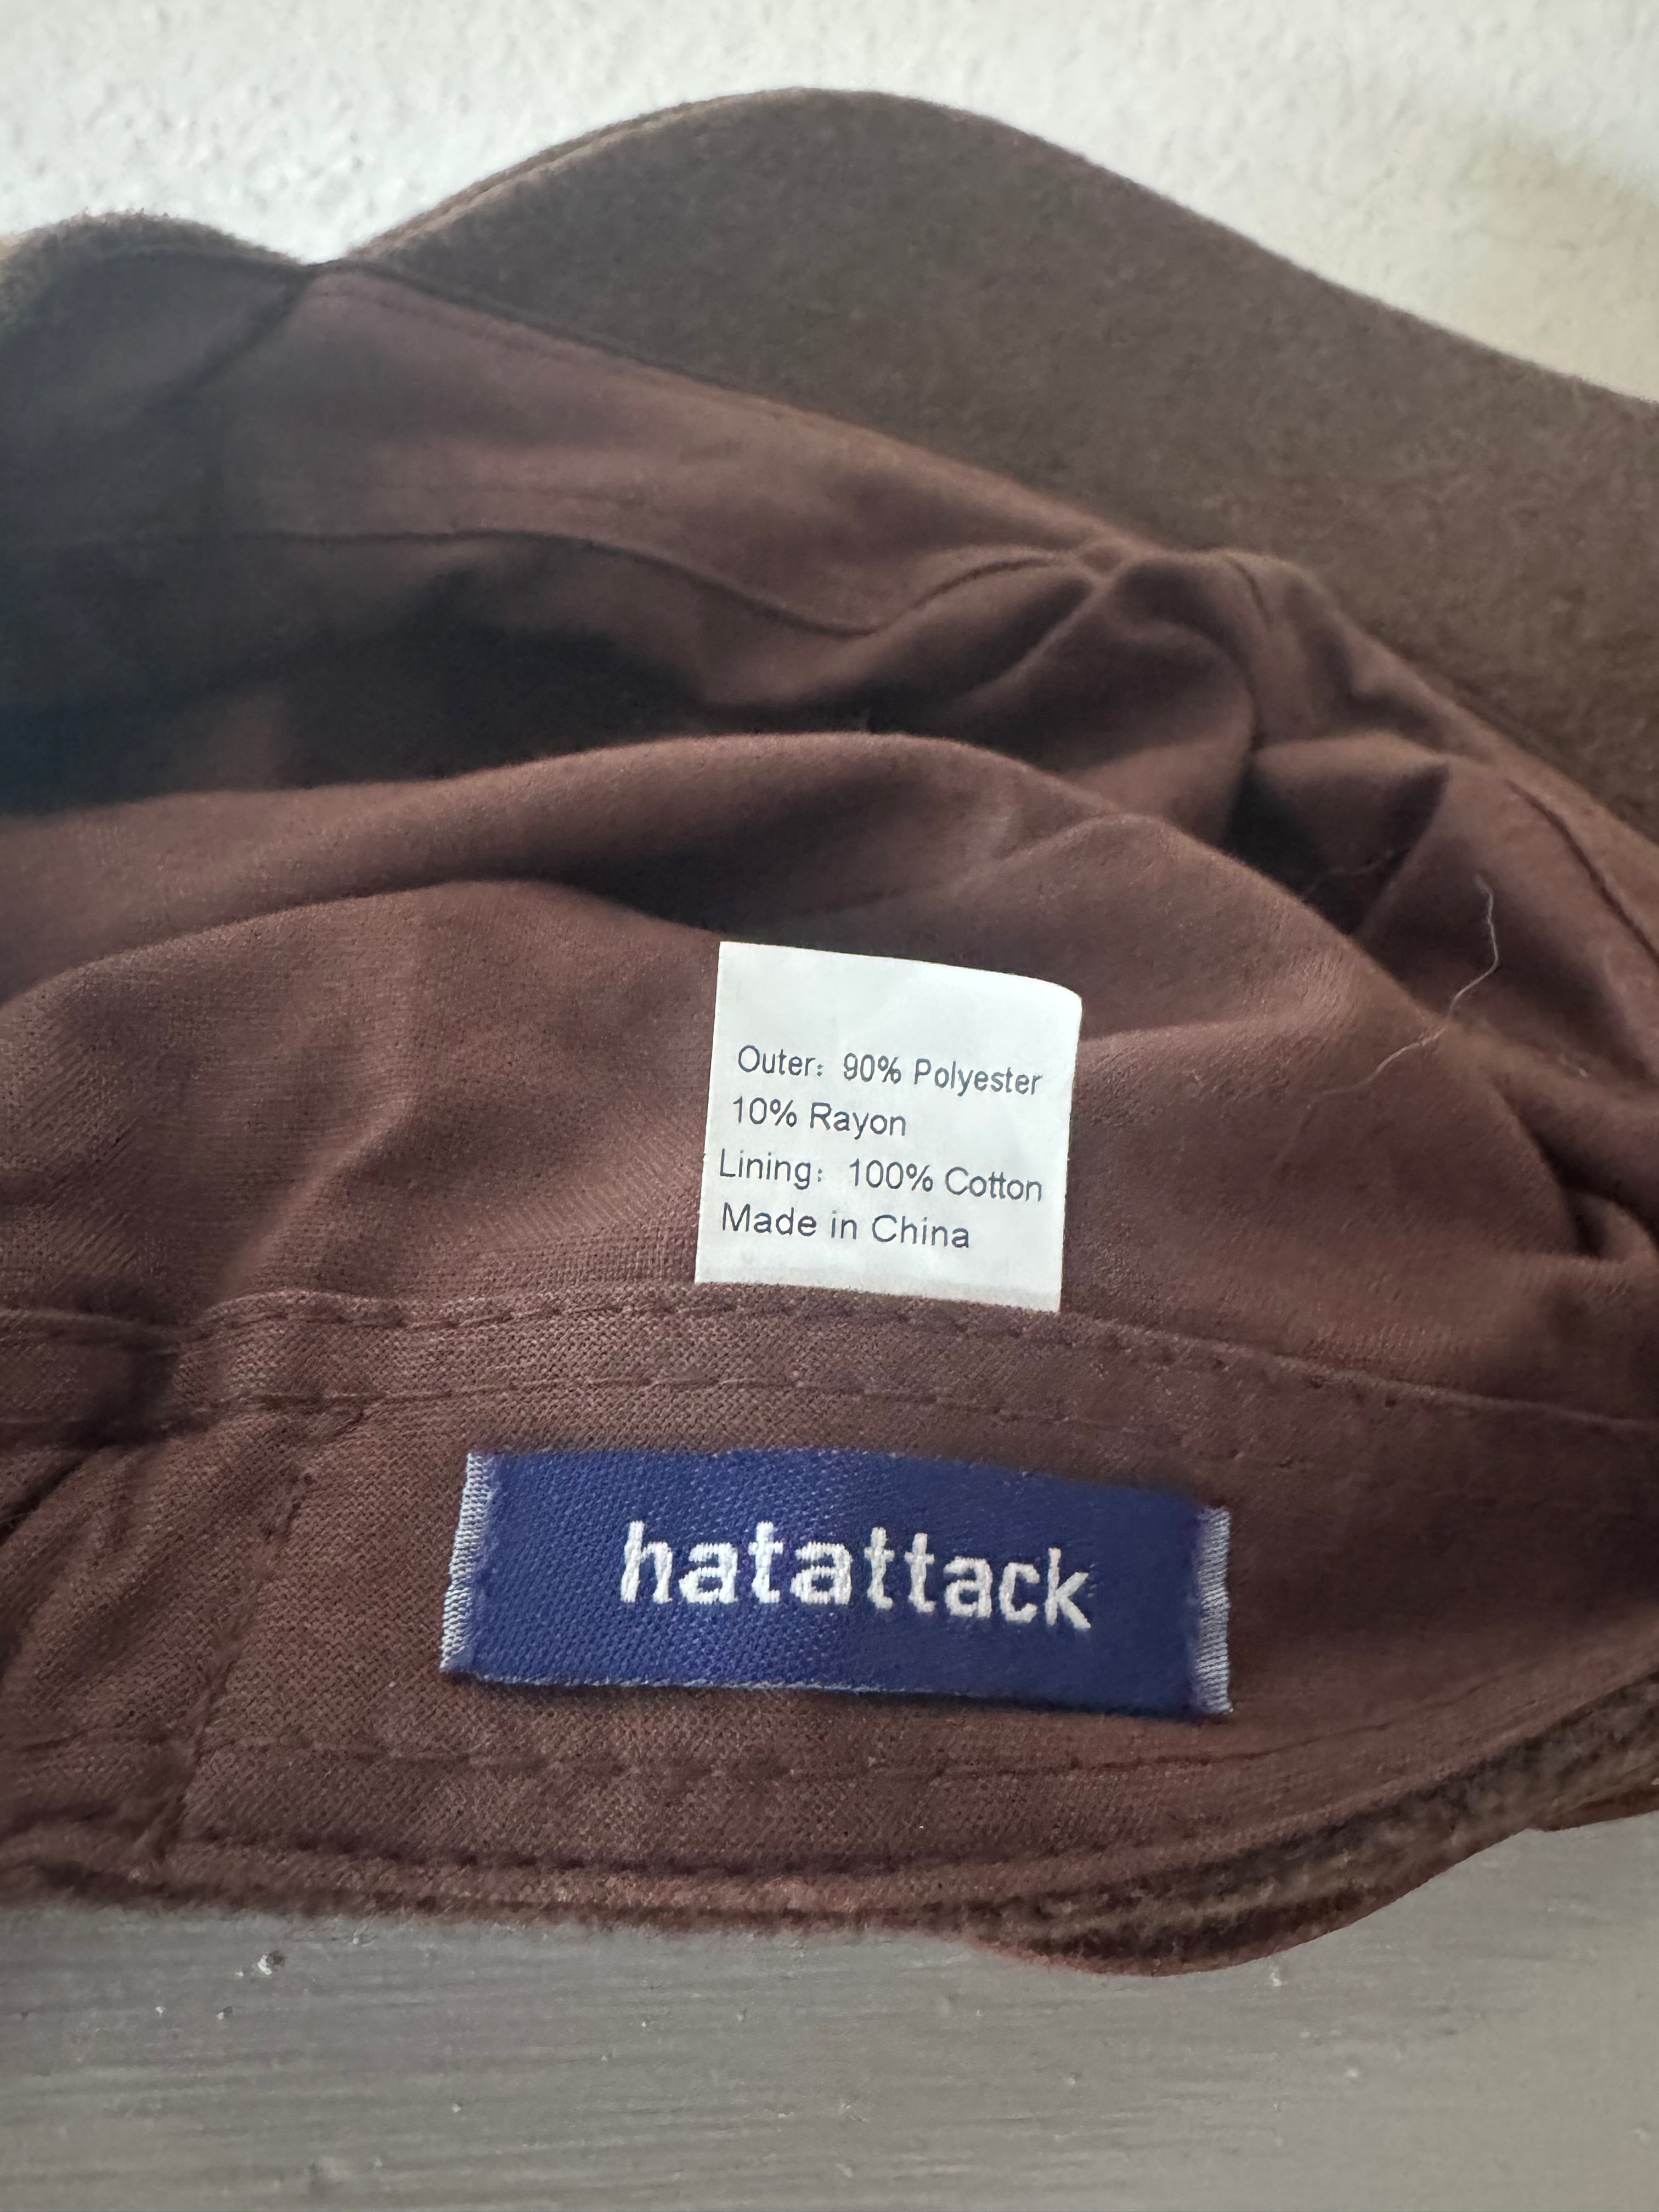 Outer: 90% Polyester
10% Rayon
Lining: 100% Cotton
Made in China
hatattack